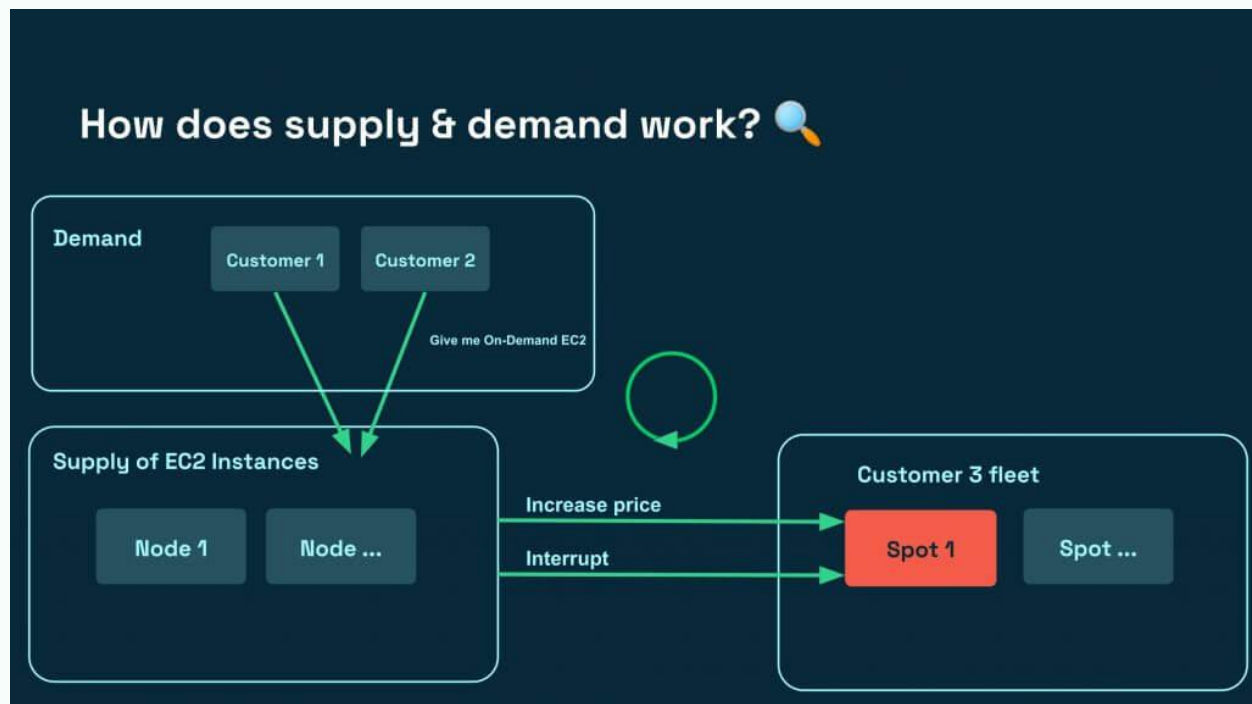 How does supply & demand work? 🔍
Demand
Customer 1
Customer 2
Give me On-Demand EC2
Supply of EC2 Instances
Node 1
Node ...
Increase price
Interrupt
Customer 3 fleet
Spot 1
Spot ...